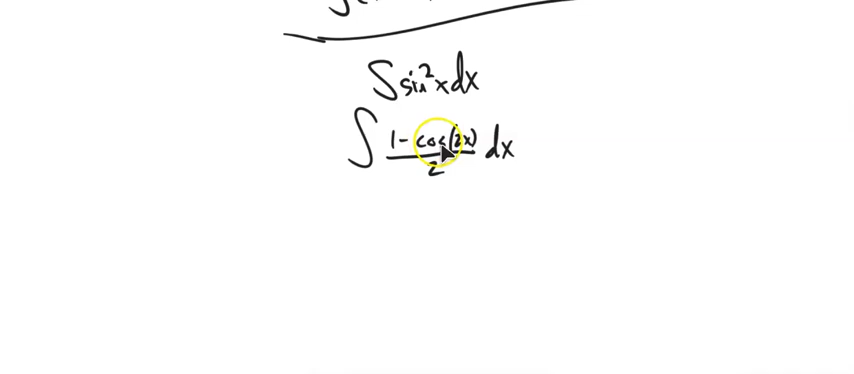 ∫ sin²x dx
∫ (1 - cos(2x))/2 dx